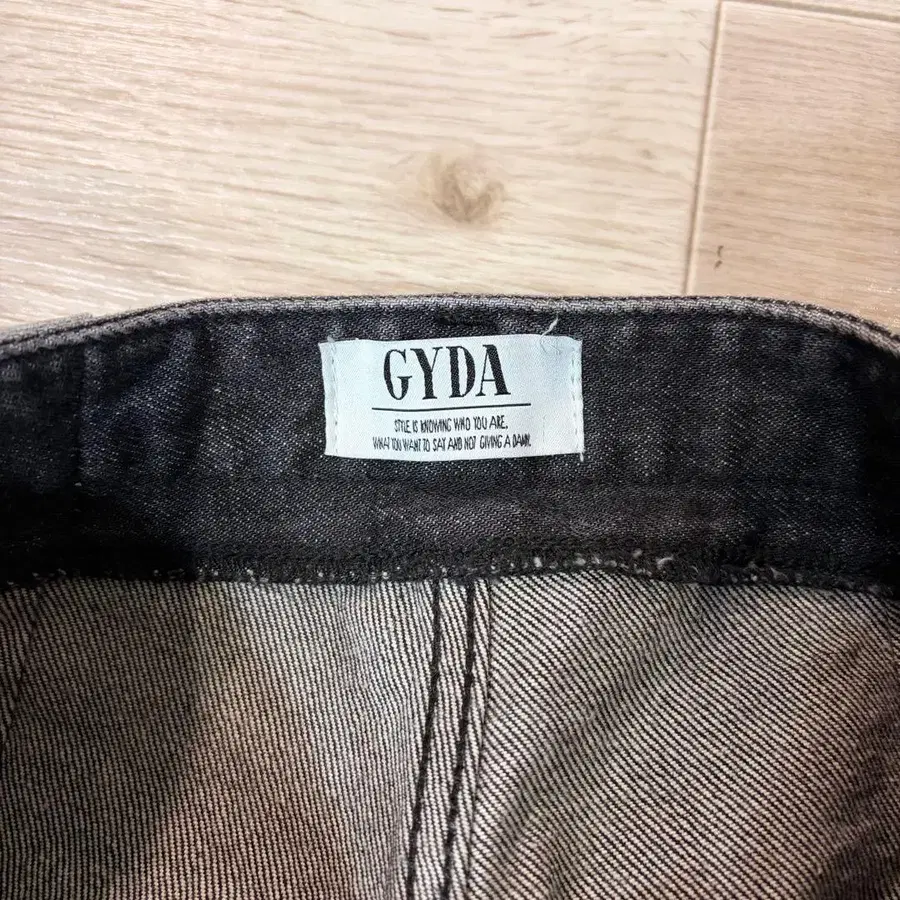 GYDA
STYLE IS KNOWING WHO YOU ARE.
WHAT YOU WANT TO SAY AND NOT GIVING A DAMN.